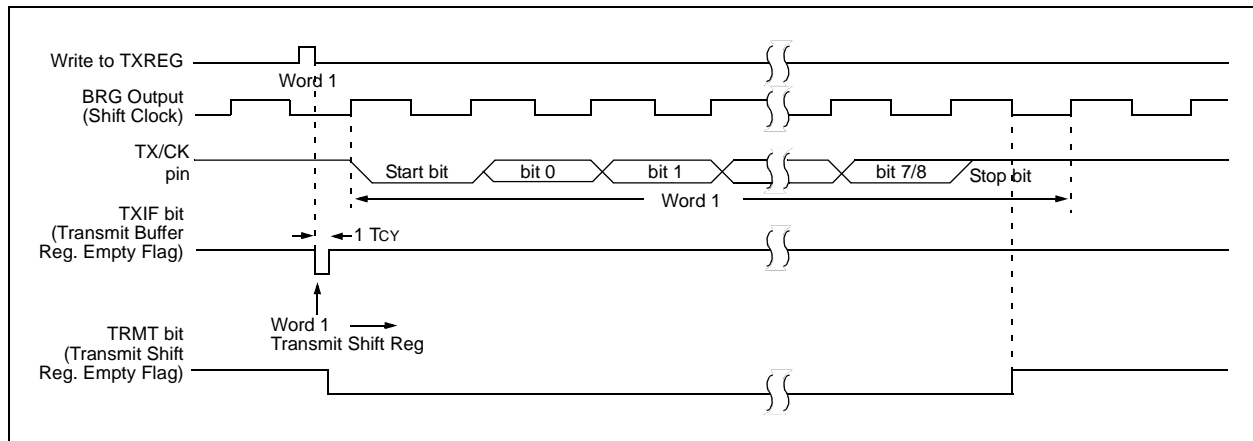 Write to TXREG
Word 1
BRG Output
(Shift Clock)
TX/CK
pin
Start bit
bit 0
bit 1
bit 7/8
Stop bit
Word 1
TXIF bit
(Transmit Buffer
Reg. Empty Flag)
1 TCY
Word 1
Transmit Shift Reg
TRMT bit
(Transmit Shift
Reg. Empty Flag)